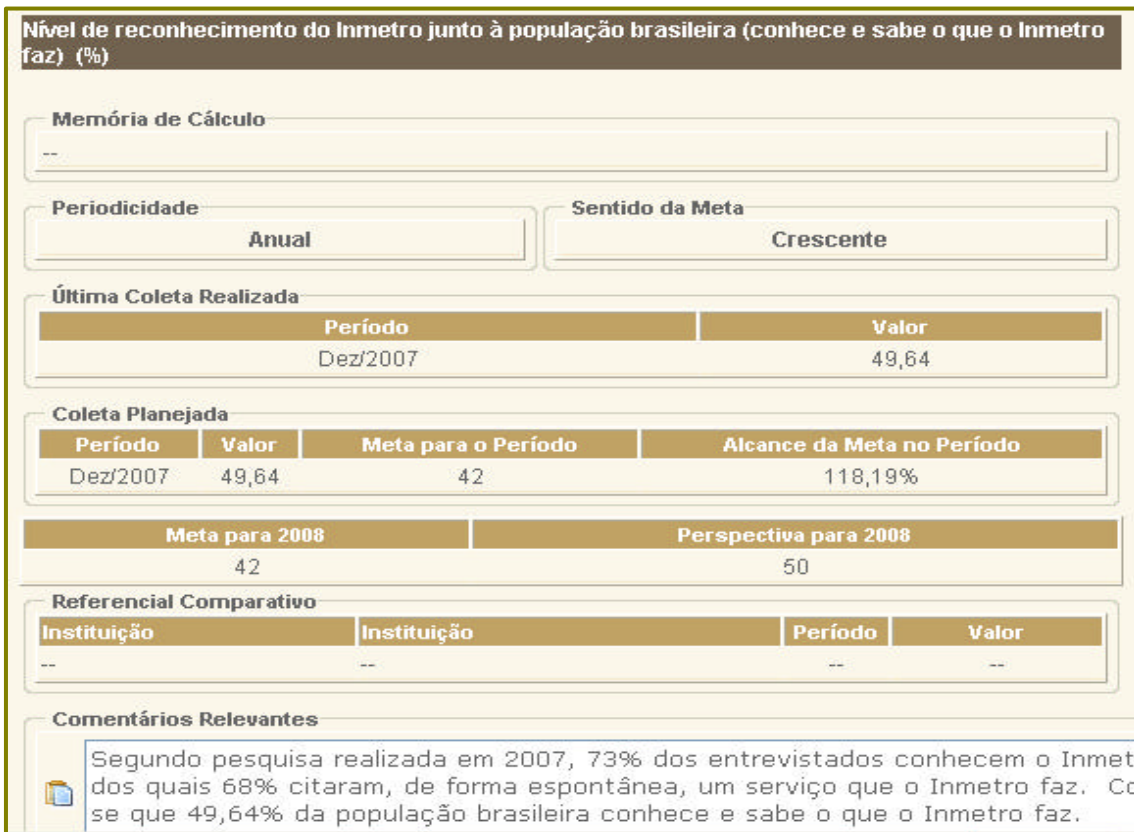 Nível de reconhecimento do Inmetro junto à população brasileira (conhece e sabe o que o Inmetro
faz) (%)
Memória de Cálculo
--
Periodicidade Sentido da Meta
Anual Crescente
Última Coleta Realizada
Período Valor
Dez/2007 49,64
Coleta Planejada
Período Valor Meta para o Período Alcance da Meta no Período
Dez/2007 49,64 42 118,19%
Meta para 2008 Perspectiva para 2008
42 50
Referencial Comparativo
Instituição Instituição Período Valor
-- -- -- --
Comentários Relevantes
Segundo pesquisa realizada em 2007, 73% dos entrevistados conhecem o Inmet
dos quais 68% citaram, de forma espontânea, um serviço que o Inmetro faz. Co
se que 49,64% da população brasileira conhece e sabe o que o Inmetro faz.